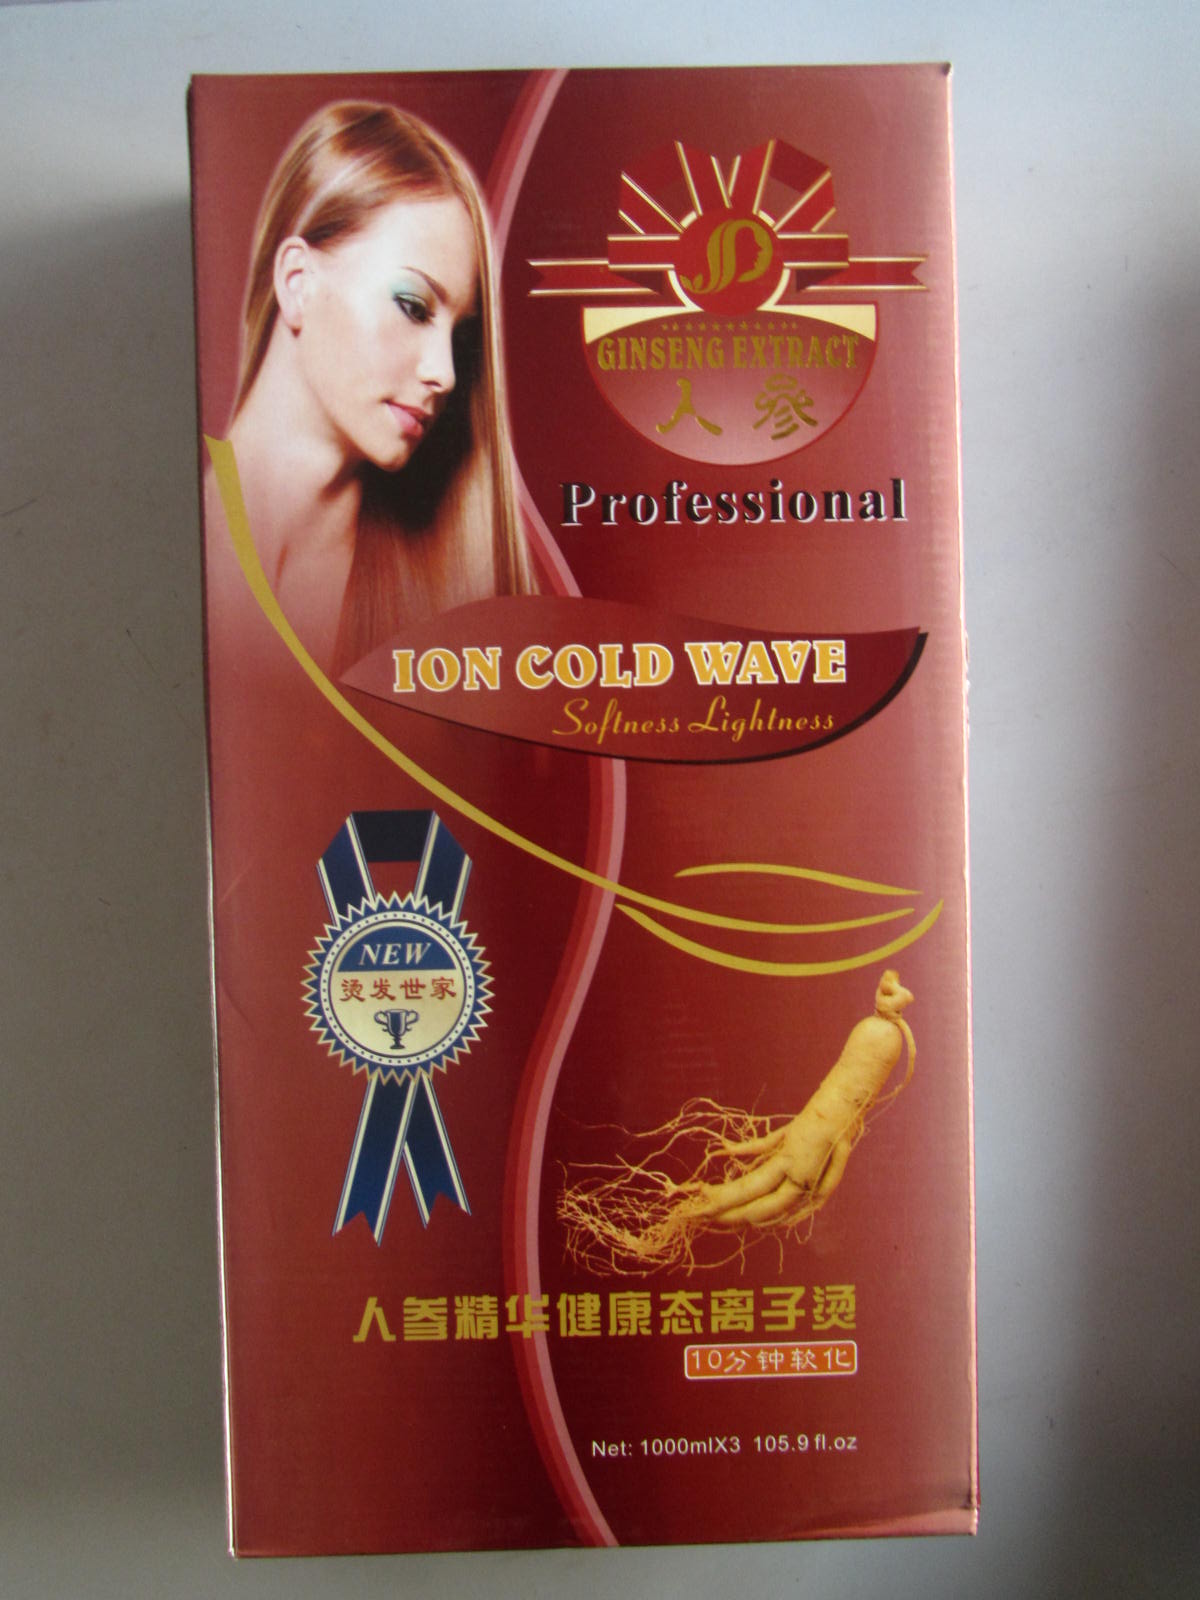 GINSENG EXTRACT
人参
Professional
ION COLD WAVE
Softness Lightness
NEW
烫发世家
人参精华健康态离子烫
10分钟软化
Net: 1000mlX3 105.9 fl.oz